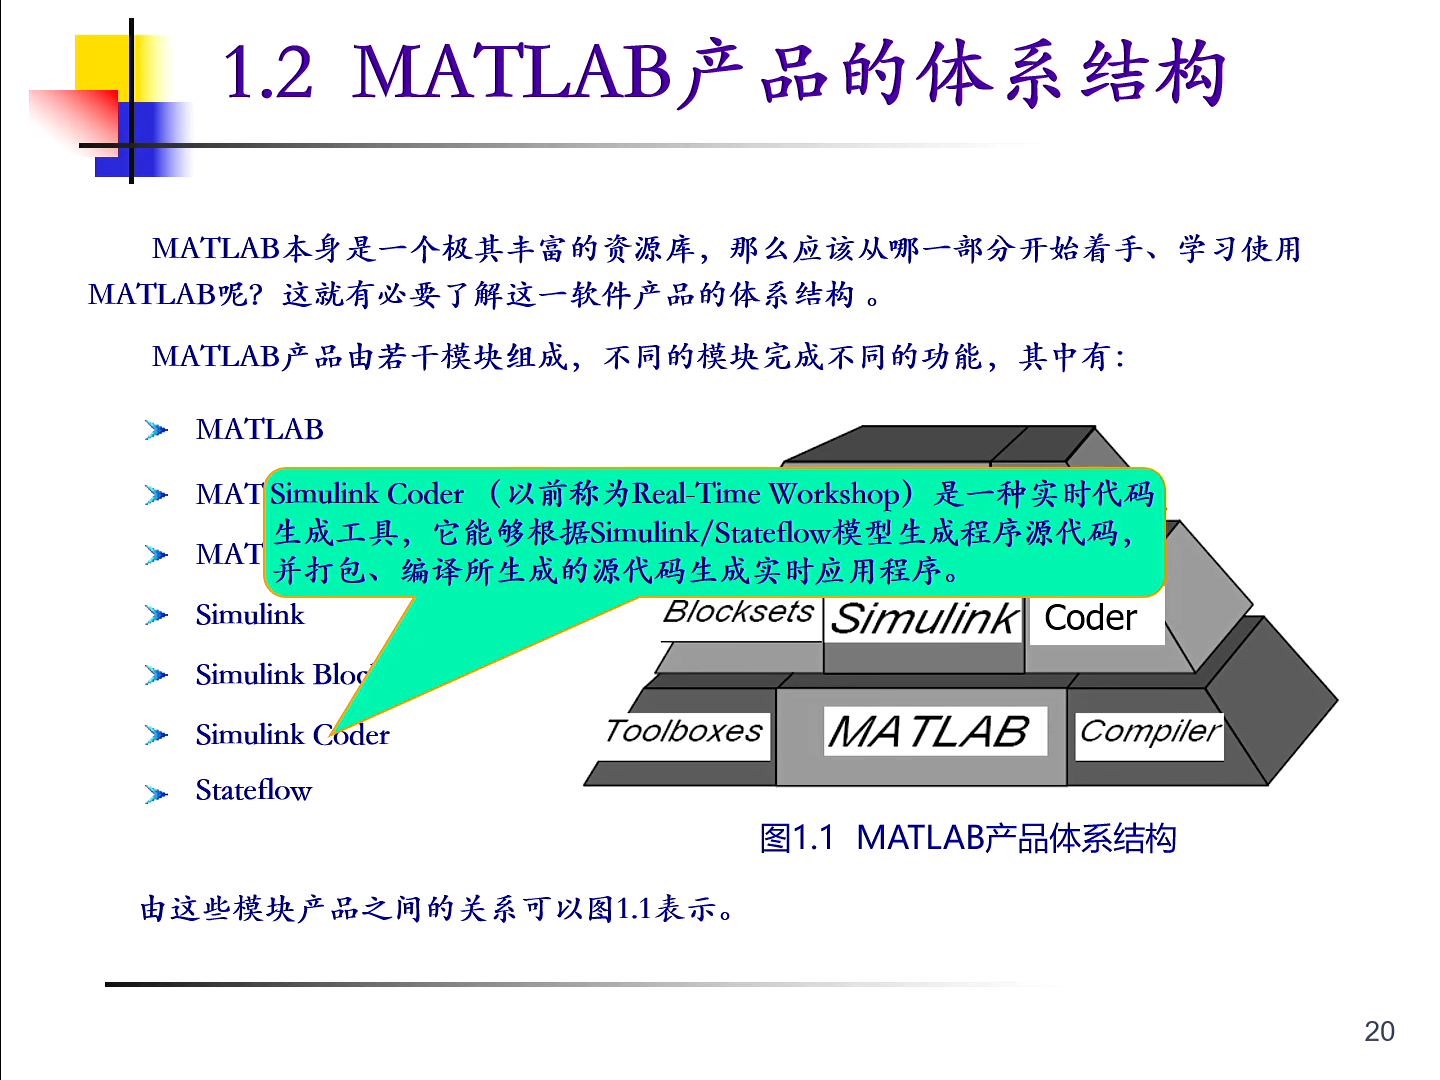 1.2 MATLAB产品的体系结构
MATLAB本身是一个极其丰富的资源库，那么应该从哪一部分开始着手、学习使用
MATLAB呢？这就有必要了解这一软件产品的体系结构 。
MATLAB产品由若干模块组成，不同的模块完成不同的功能，其中有：
MATLAB
MAT
MAT
Simulink
Simulink Bloc
Simulink Coder
Stateflow
Simulink Coder （以前称为Real-Time Workshop）是一种实时代码
生成工具，它能够根据Simulink/Stateflow模型生成程序源代码，
并打包、编译所生成的源代码生成实时应用程序。
Blocksets
Simulink
Coder
Toolboxes
MATLAB
Compiler
图1.1 MATLAB产品体系结构
由这些模块产品之间的关系可以图1.1表示。
20